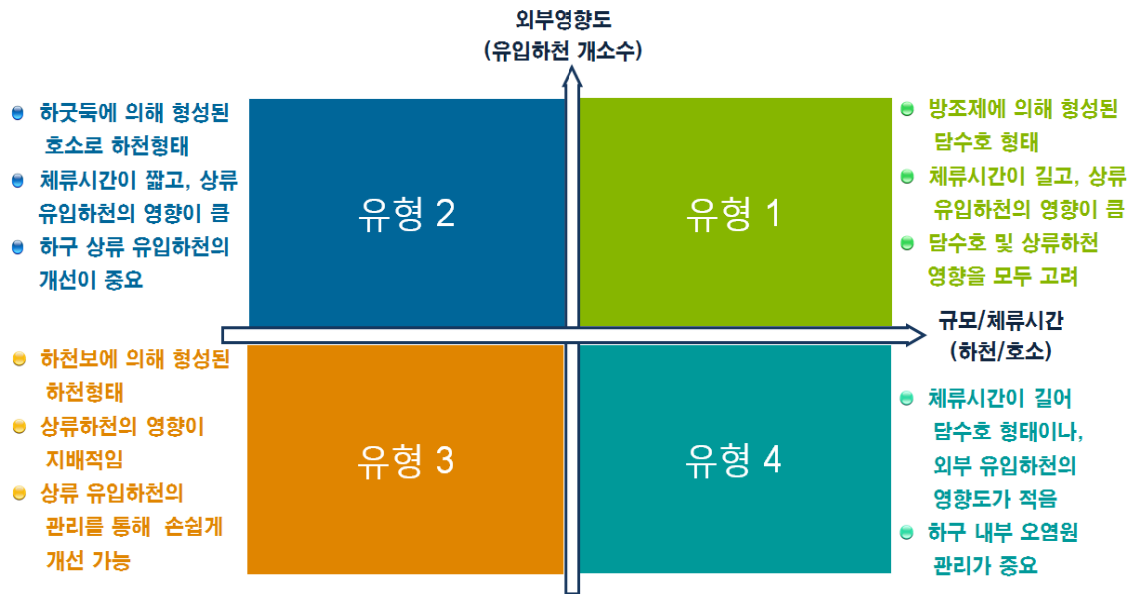 외부영향도
(유입하천 개소수)
하굿둑에 의해 형성된
호소로 하천형태
체류시간이 짧고, 상류
유입하천의 영향이 큼
하구 상류 유입하천의
개선이 중요
유형 2
유형 1
방조제에 의해 형성된
담수호 형태
체류시간이 길고, 상류
유입하천의 영향이 큼
담수호 및 상류하천
영향을 모두 고려
규모/체류시간
(하천/호소)
하천보에 의해 형성된
하천형태
상류하천의 영향이
지배적임
상류 유입하천의
관리를 통해 손쉽게
개선 가능
유형 3
유형 4
체류시간이 길어
담수호 형태이나,
외부 유입하천의
영향도가 적음
하구 내부 오염원
관리가 중요